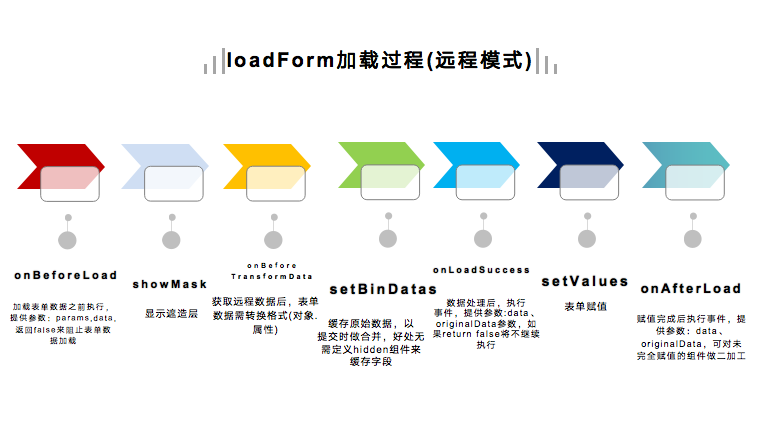 loadForm加载过程(远程模式)
onBeforeLoad
加载表单数据之前执行，
提供参数；params,data,
返回false来阻止表单数
据加载
showMask
显示遮造层
onBefore
TransformData
获取远程数据后，表单
数据需转换格式(对象.
属性)
setBinDatas
缓存原始数据，以
提交时做合并，好处无
需定义hidden组件来
缓存字段
onLoadSuccess
数据处理后，执行
事件，提供参数:data、
originalData参数，如
果return false将不继续
执行
setValues
表单赋值
onAfterLoad
赋值完成后执行事件，提
供参数：data、
originalData，可对未
完全赋值的组件做二加工